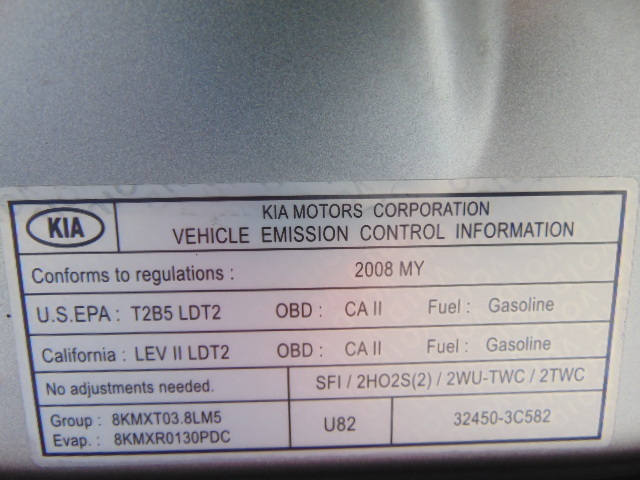 KIA
KIA MOTORS CORPORATION
VEHICLE EMISSION CONTROL INFORMATION
Conforms to regulations : 2008 MY
U.S.EPA : T2B5 LDT2 OBD : CA II Fuel : Gasoline
California : LEV II LDT2 OBD : CA II Fuel : Gasoline
No adjustments needed. SFI / 2HO2S(2) / 2WU-TWC / 2TWC
Group : 8KMXT03.8LM5
Evap. : 8KMXR0130PDC
U82
32450-3C582